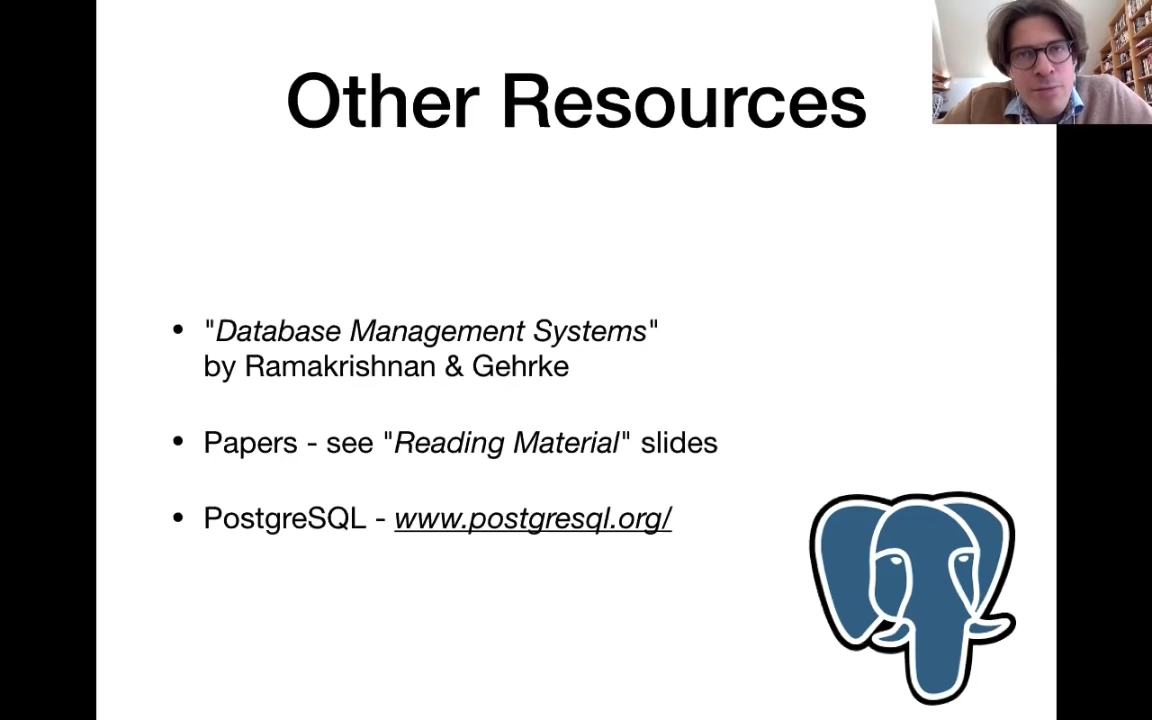 Other Resources
• "Database Management Systems"
by Ramakrishnan & Gehrke
• Papers - see "Reading Material" slides
• PostgreSQL - www.postgresql.org/